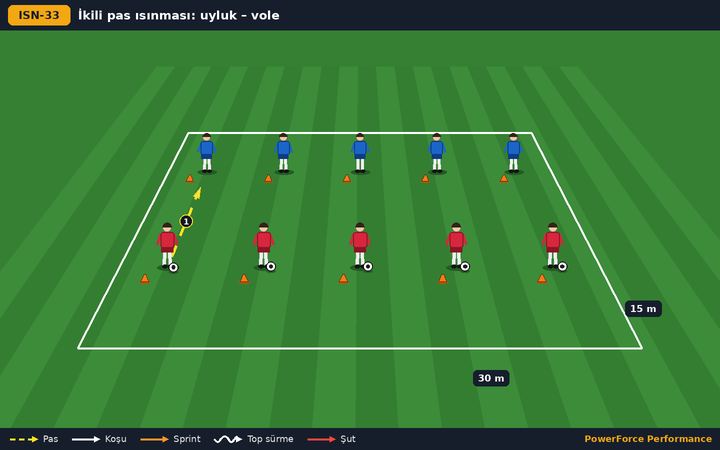 ISN-33 İkili pas ısınması: uyluk – vole
1
15 m
30 m
Pas Koşu Sprint Top sürme Şut PowerForce Performance